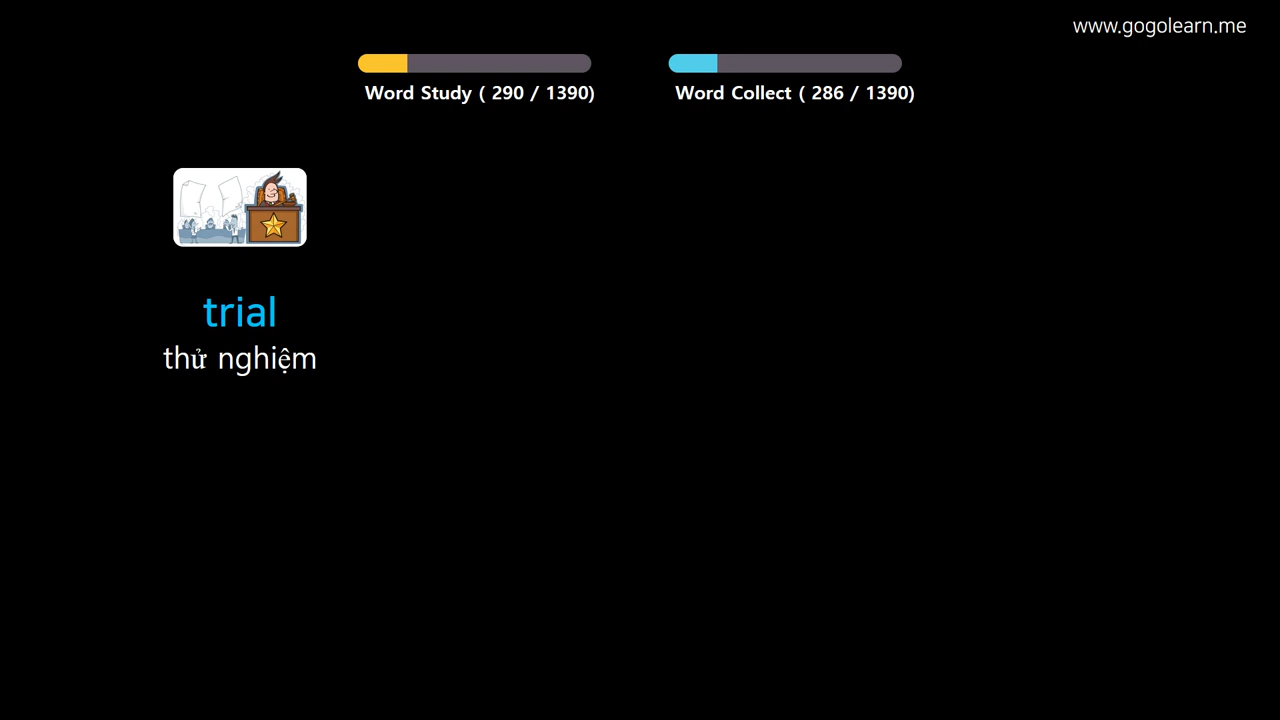 www.gogolearn.me
Word Study ( 290 / 1390)
Word Collect ( 286 / 1390)
trial
thử nghiệm